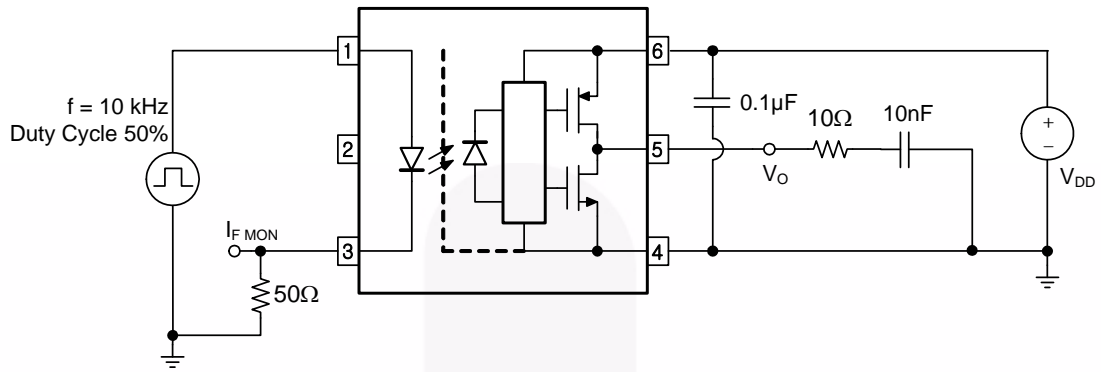 f = 10 kHz
Duty Cycle 50%
1
2
3
I_F MON
50Ω
6
5
4
0.1µF
10Ω
10nF
V_O
+
−
V_DD